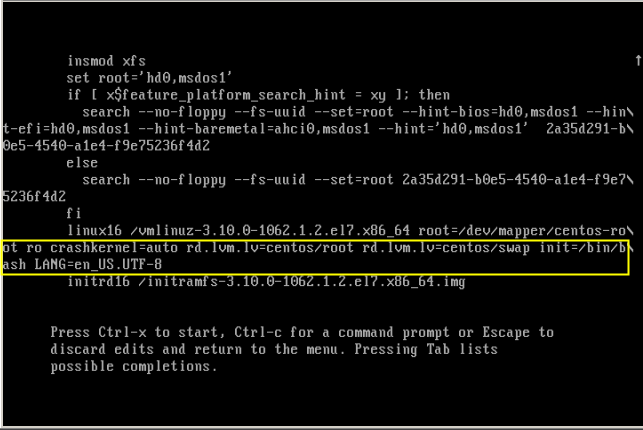 insmod xfs
set root='hd0,msdos1'
if [ x$feature_platform_search_hint = xy ]; then
search --no-floppy --fs-uuid --set=root --hint-bios=hd0,msdos1 --hin\
t-efi=hd0,msdos1 --hint-baremetal=ahci0,msdos1 --hint='hd0,msdos1' 2a35d291-b\
0e5-4540-a1e4-f9e75236f4d2
else
search --no-floppy --fs-uuid --set=root 2a35d291-b0e5-4540-a1e4-f9e7\
5236f4d2
fi
linux16 /vmlinuz-3.10.0-1062.1.2.el7.x86_64 root=/dev/mapper/centos-ro\
ot ro crashkernel=auto rd.lvm.lv=centos/root rd.lvm.lv=centos/swap init=/bin/b\
ash LANG=en_US.UTF-8
initrd16 /initramfs-3.10.0-1062.1.2.el7.x86_64.img
Press Ctrl-x to start, Ctrl-c for a command prompt or Escape to
discard edits and return to the menu. Pressing Tab lists
possible completions.